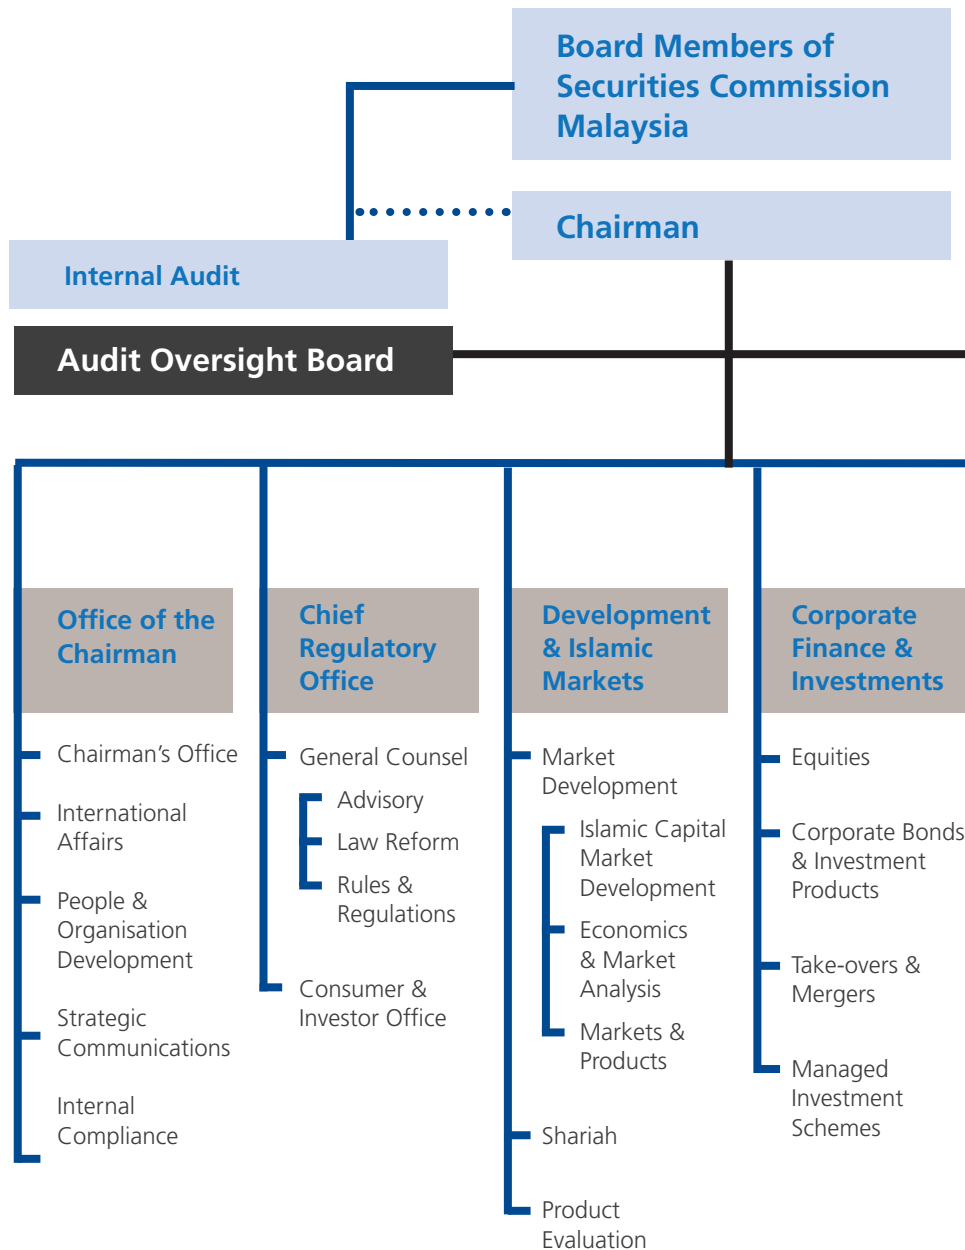 Board Members of
Securities Commission
Malaysia
Chairman
Internal Audit
Audit Oversight Board
Office of the
Chairman
Chairman’s Office
International
Affairs
People &
Organisation
Development
Strategic
Communications
Internal
Compliance
Chief
Regulatory
Office
General Counsel
Advisory
Law Reform
Rules &
Regulations
Consumer &
Investor Office
Development
& Islamic
Markets
Market
Development
Islamic Capital
Market
Development
Economics
& Market
Analysis
Markets &
Products
Shariah
Product
Evaluation
Corporate
Finance &
Investments
Equities
Corporate Bonds
& Investment
Products
Take-overs &
Mergers
Managed
Investment
Schemes